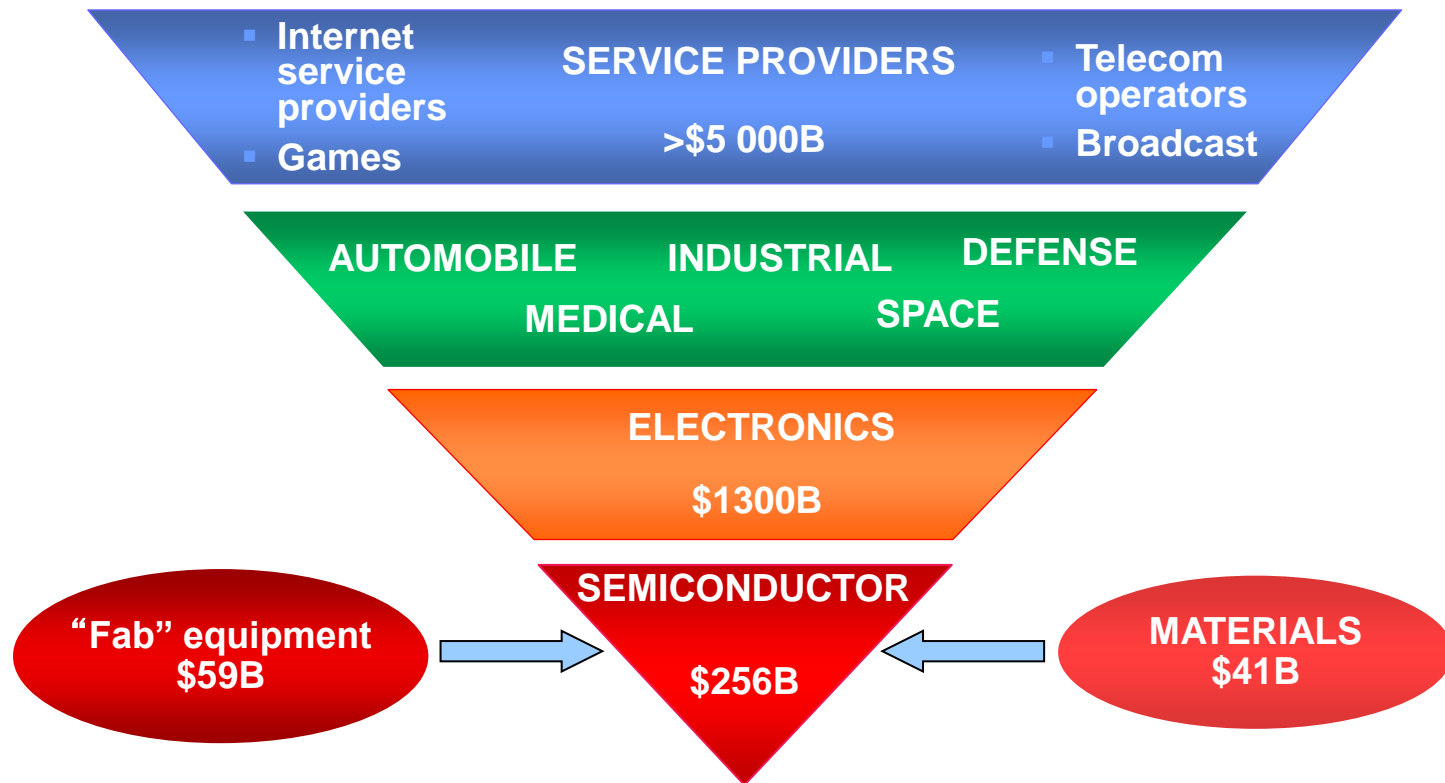 Internet
service
providers
Games
SERVICE PROVIDERS
>$5 000B
Telecom
operators
Broadcast
AUTOMOBILE
INDUSTRIAL
DEFENSE
MEDICAL
SPACE
ELECTRONICS
$1300B
SEMICONDUCTOR
$256B
“Fab” equipment
$59B
MATERIALS
$41B